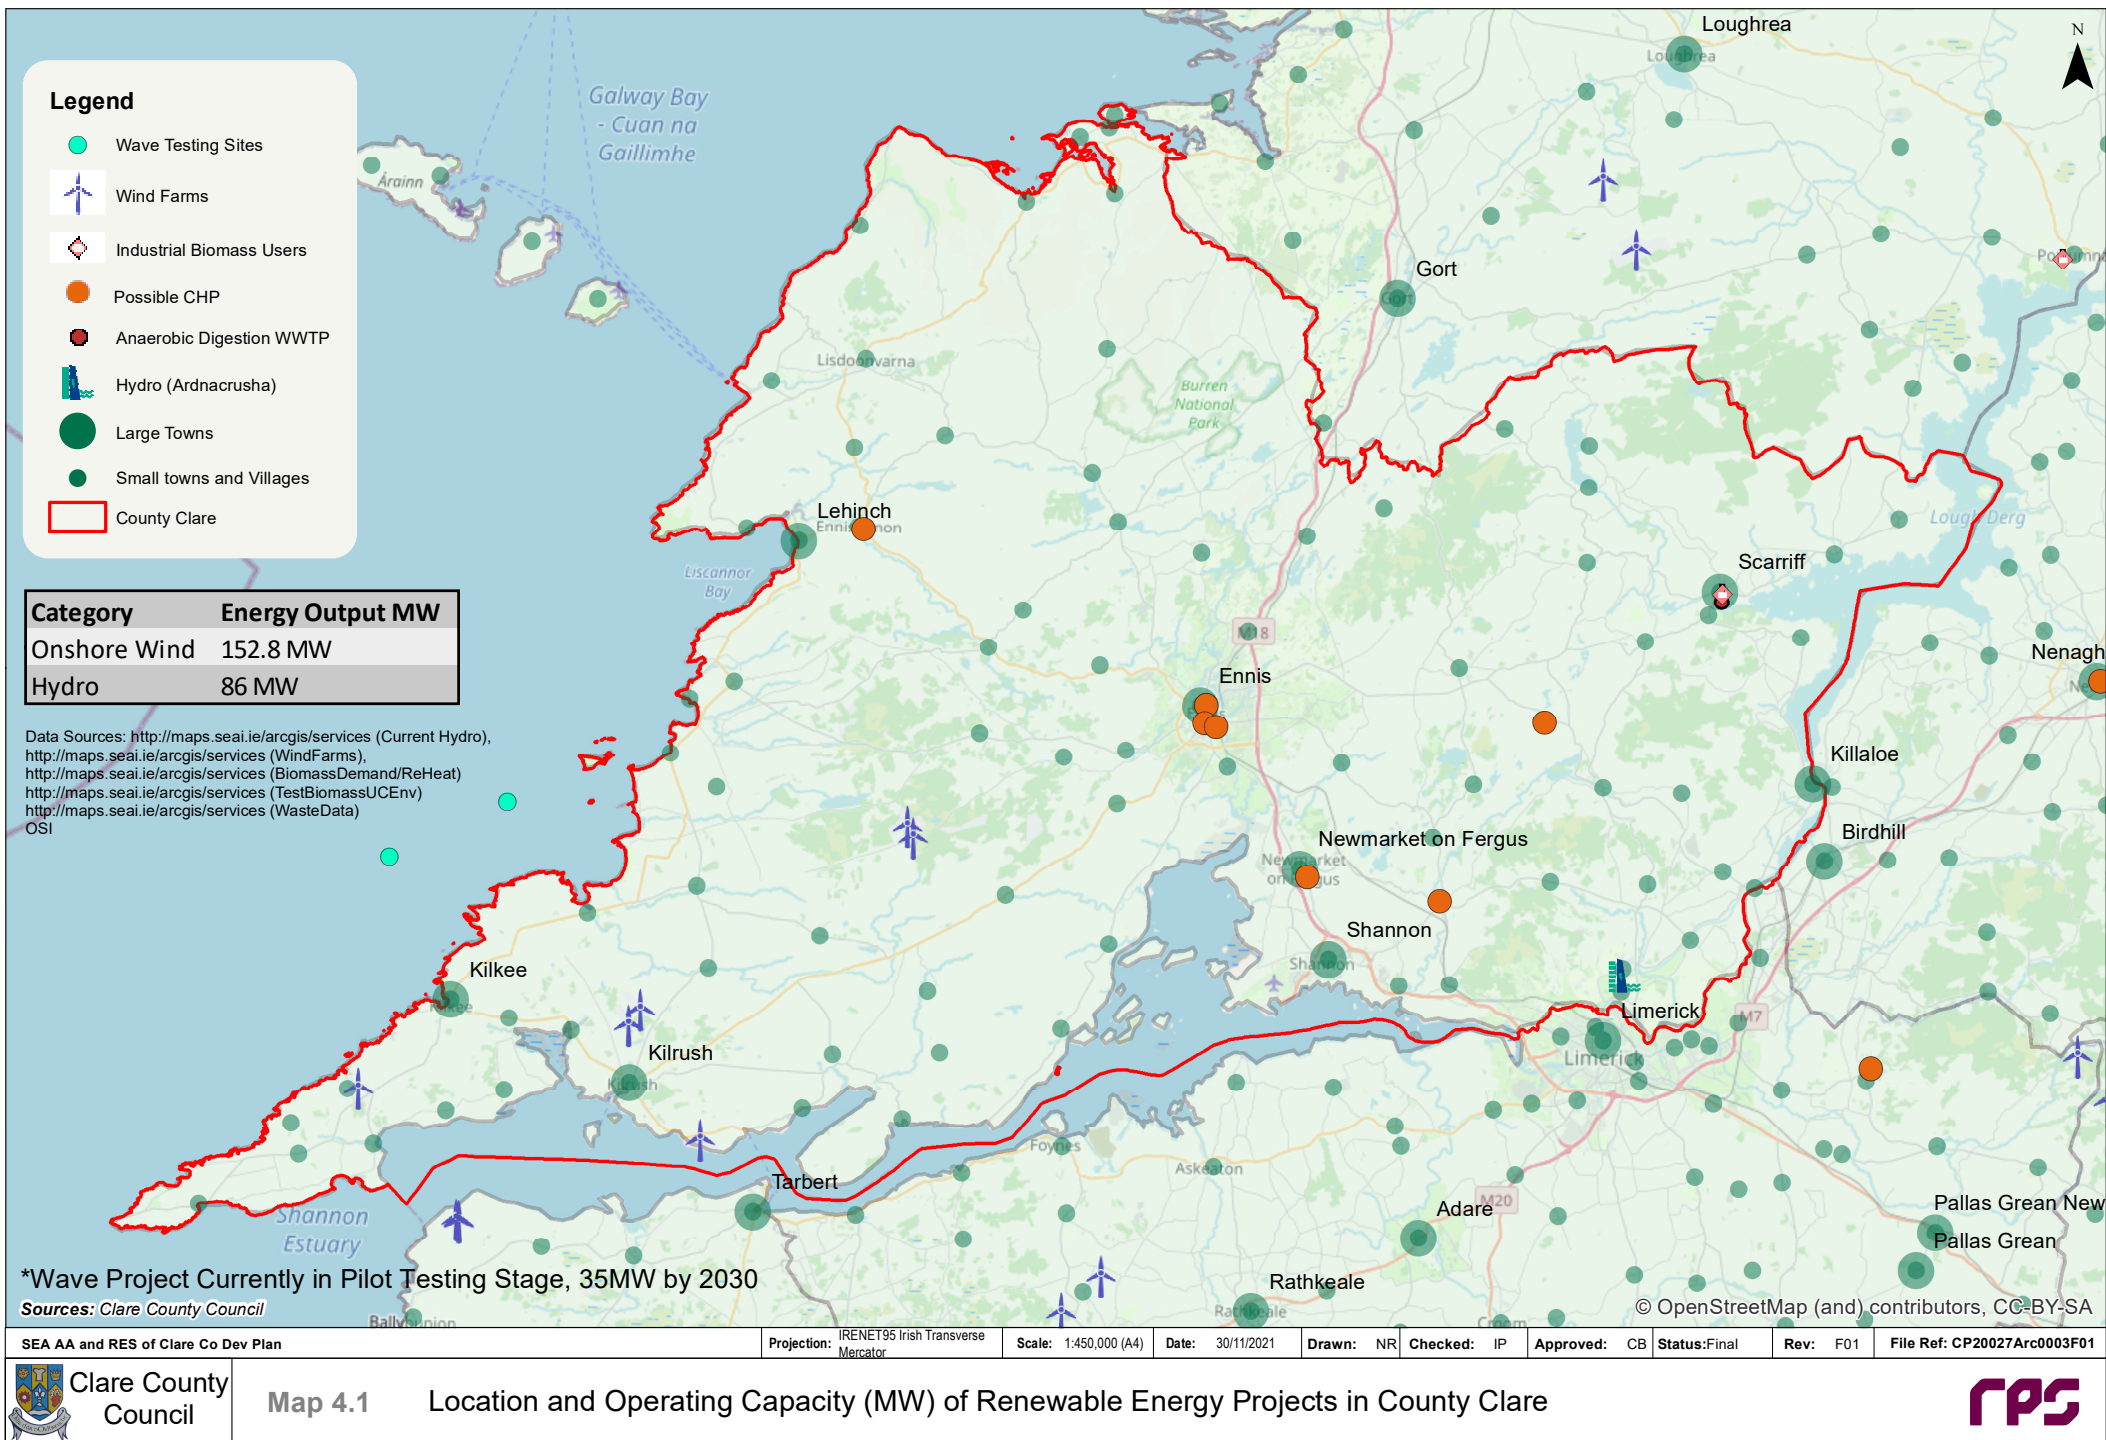 Legend
Wave Testing Sites
Wind Farms
Industrial Biomass Users
Possible CHP
Anaerobic Digestion WWTP
Hydro (Ardnacrusha)
Large Towns
Small towns and Villages
County Clare
Category Energy Output MW
Onshore Wind 152.8 MW
Hydro 86 MW
Data Sources: http://maps.seai.ie/arcgis/services (Current Hydro),
http://maps.seai.ie/arcgis/services (WindFarms),
http://maps.seai.ie/arcgis/services (BiomassDemand/ReHeat)
http://maps.seai.ie/arcgis/services (TestBiomassUCEnv)
http://maps.seai.ie/arcgis/services (WasteData)
OSI
N
Loughrea
Loughrea
Galway Bay
- Cuan na
Gaillimhe
Árainn
Gort
Gort
Lisdoonvarna
Burren
National
Park
Lehinch
Liscannor
Bay
Lough Derg
Scarriff
M18
Nenagh
Ennis
Killaloe
Birdhill
Newmarket on Fergus
Newmarket
Shannon
Shannon
Kilkee
Limerick
Limerick
M7
Kilrush
Kilrush
Foynes
Askeaton
Tarbert
Shannon
Estuary
M20
Adare
Pallas Grean New
Pallas Grean
Rathkeale
Rathkeale
Croom
Ballybunion
*Wave Project Currently in Pilot Testing Stage, 35MW by 2030
Sources: Clare County Council
© OpenStreetMap (and) contributors, CC-BY-SA
SEA AA and RES of Clare Co Dev Plan
Projection: IRENET95 Irish Transverse
Mercator
Scale: 1:450,000 (A4)
Date: 30/11/2021
Drawn: NR
Checked: IP
Approved: CB
Status:Final
Rev: F01
File Ref: CP20027Arc0003F01
Clare County
Council
Map 4.1
Location and Operating Capacity (MW) of Renewable Energy Projects in County Clare
rps